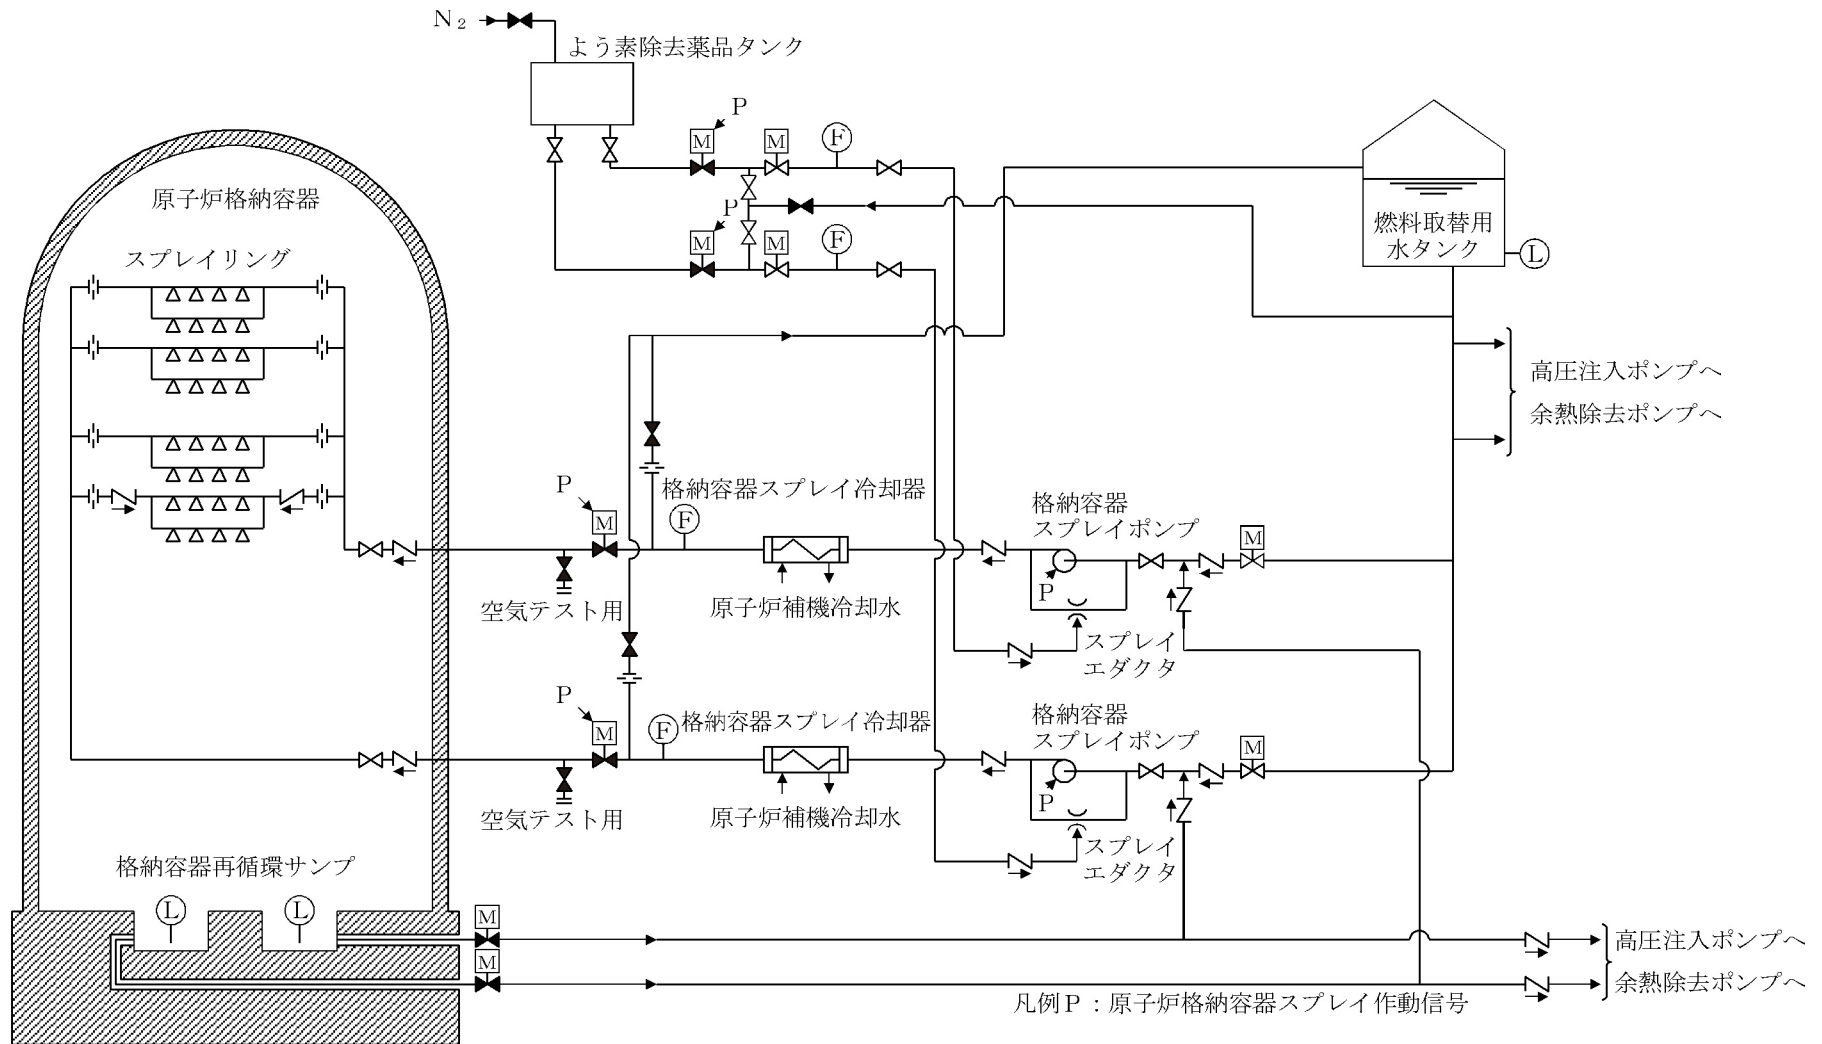 N₂
よう素除去薬品タンク
P
M
M
F
原子炉格納容器
P
M
M
F
燃料取替用
水タンク
L
スプレイリング
高圧注入ポンプへ
余熱除去ポンプへ
P
M
格納容器スプレイ冷却器
F
格納容器
スプレイポンプ
M
P
空気テスト用
原子炉補機冷却水
スプレイ
エダクタ
P
M
格納容器スプレイ冷却器
F
格納容器
スプレイポンプ
M
P
空気テスト用
原子炉補機冷却水
スプレイ
エダクタ
格納容器再循環サンプ
L
L
M
M
高圧注入ポンプへ
余熱除去ポンプへ
凡例P：原子炉格納容器スプレイ作動信号